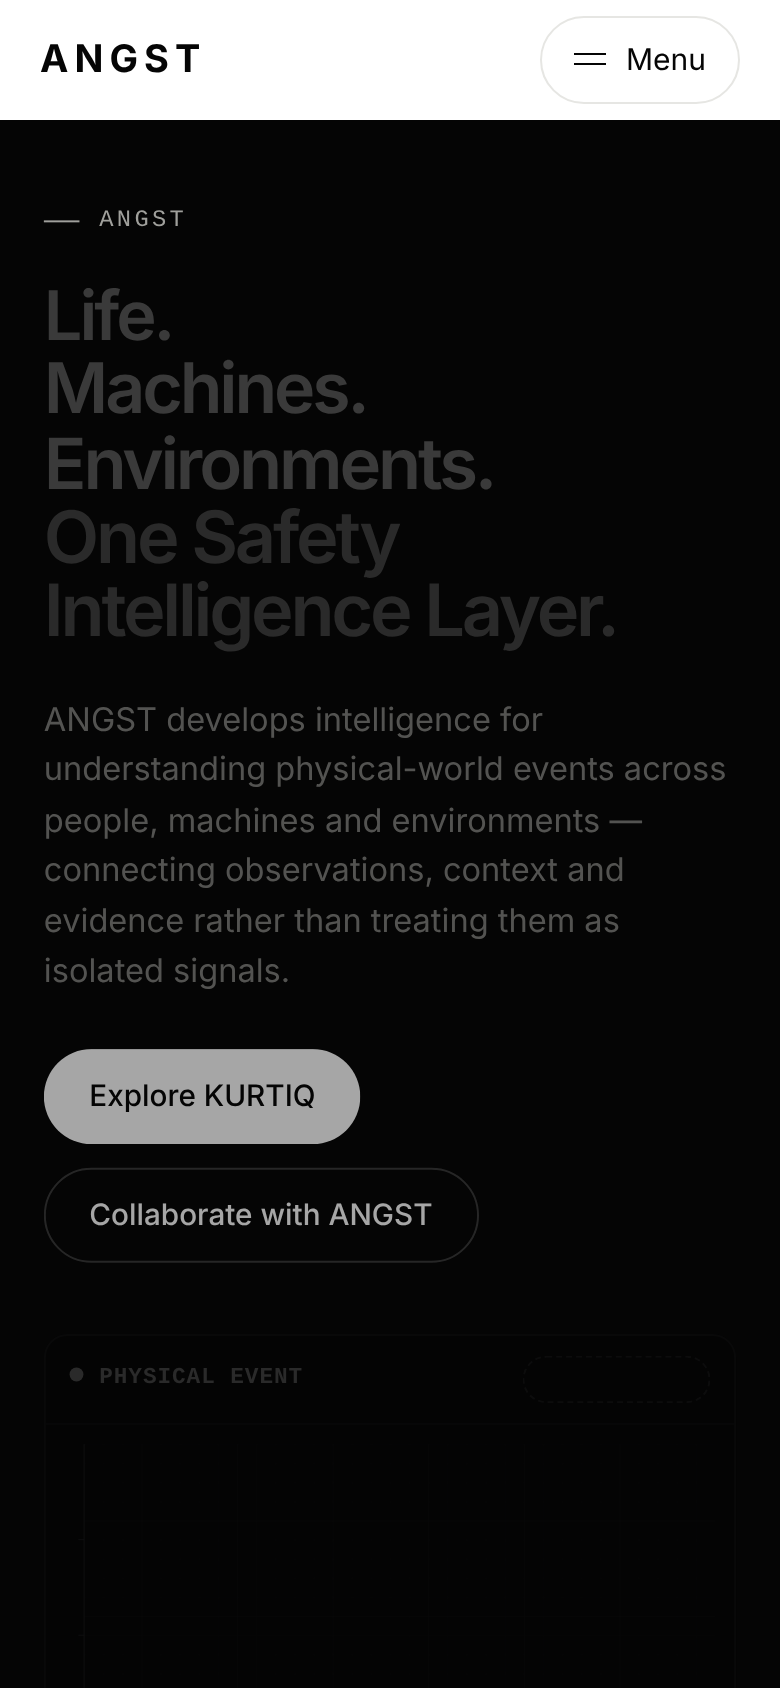 ANGST
Menu
ANGST
Life.
Machines.
Environments.
One Safety
Intelligence Layer.
ANGST develops intelligence for
understanding physical-world events across
people, machines and environments —
connecting observations, context and
evidence rather than treating them as
isolated signals.
Explore KURTIQ
Collaborate with ANGST
PHYSICAL EVENT